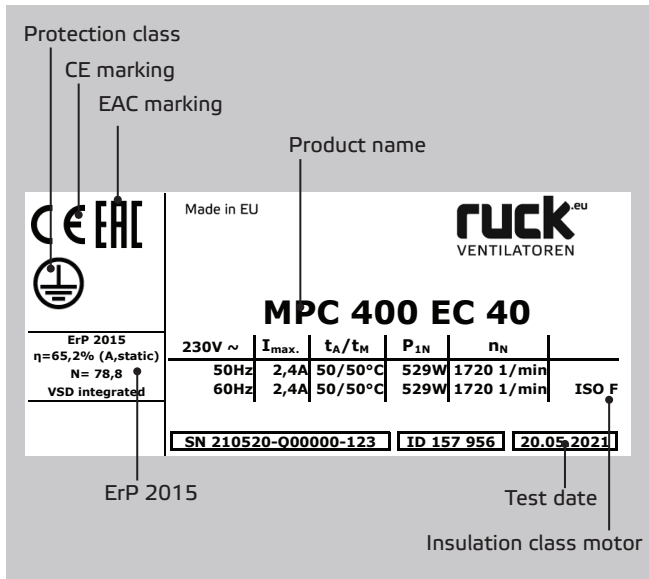 Protection class
CE marking
EAC marking
Product name
CE EAC
Made in EU
ruck.eu
VENTILATOREN
MPC 400 EC 40
ErP 2015
η=65,2% (A,static)
N= 78,8
VSD integrated
230V ~ Imax. tA/tM P1N nN
50Hz 2,4A 50/50°C 529W 1720 1/min
60Hz 2,4A 50/50°C 529W 1720 1/min ISO F
SN 210520-Q00000-123 ID 157 956 20.05.2021
ErP 2015
Test date
Insulation class motor